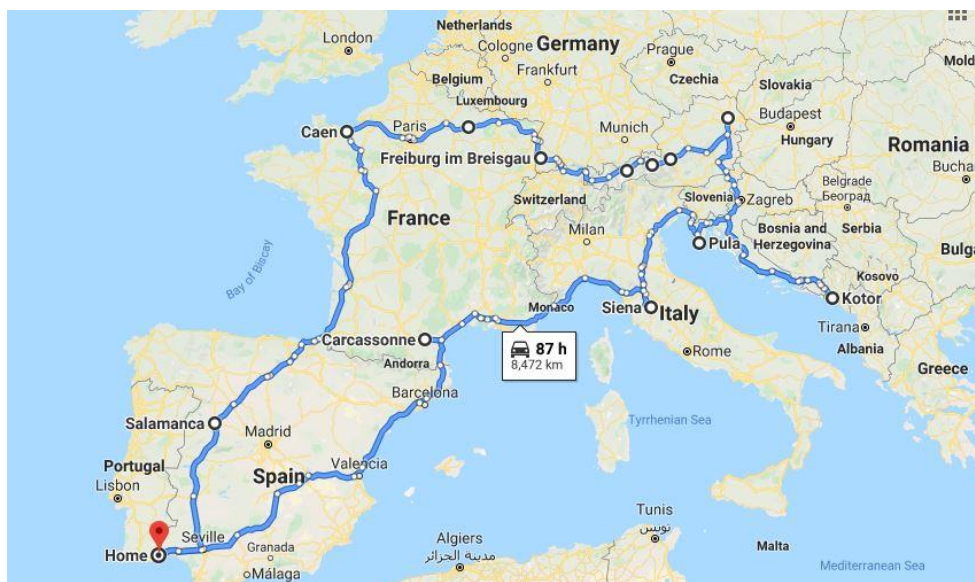 Netherlands
London
Cologne
Germany
Prague
Belgium
Frankfurt
Czechia
Slovakia
Luxembourg
Caen
Paris
Munich
Budapest
Hungary
Freiburg im Breisgau
Romania
Switzerland
Slovenia
Zagreb
Belgrade
Београд
France
Milan
Bosnia and
Herzegovina
Serbia
Pula
Bay of Biscay
Monaco
Siena
Italy
Kosovo
Kotor
Carcassonne
87 h
8,472 km
Andorra
Rome
Tirana
Albania
Barcelona
Greece
Salamanca
Madrid
Tyrrhenian Sea
Portugal
Lisbon
Spain
Valencia
Home
Seville
Granada
Málaga
Algiers
مدينة الجزائر
Tunis
تونس
Malta
Mediterranean Sea